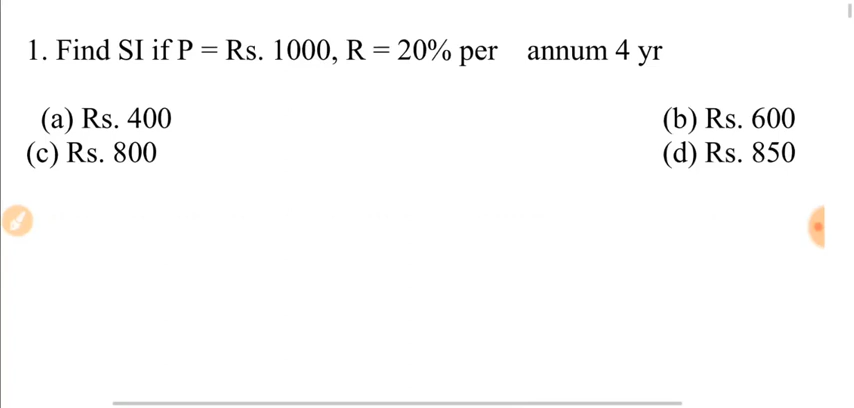 1. Find SI if P = Rs. 1000, R = 20% per annum 4 yr
(a) Rs. 400 (b) Rs. 600
(c) Rs. 800 (d) Rs. 850